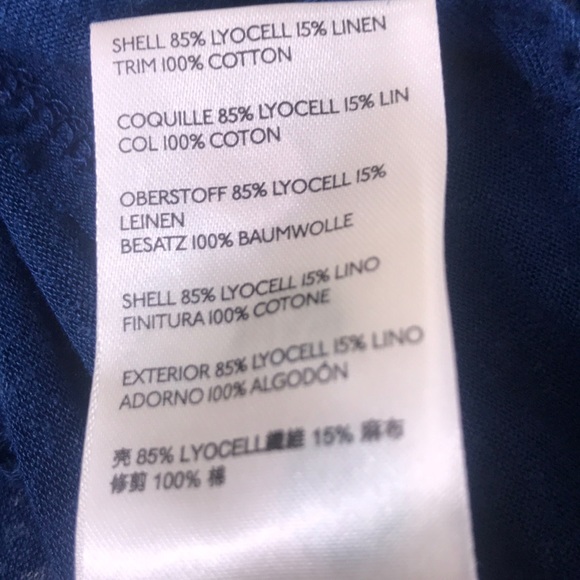 SHELL 85% LYOCELL 15% LINEN
TRIM 100% COTTON
COQUILLE 85% LYOCELL 15% LIN
COL 100% COTON
OBERSTOFF 85% LYOCELL 15%
LEINEN
BESATZ 100% BAUMWOLLE
SHELL 85% LYOCELL 15% LINO
FINITURA 100% COTONE
EXTERIOR 85% LYOCELL 15% LINO
ADORNO 100% ALGODÓN
壳 85% LYOCELL纖維 15% 麻布
修剪 100% 棉